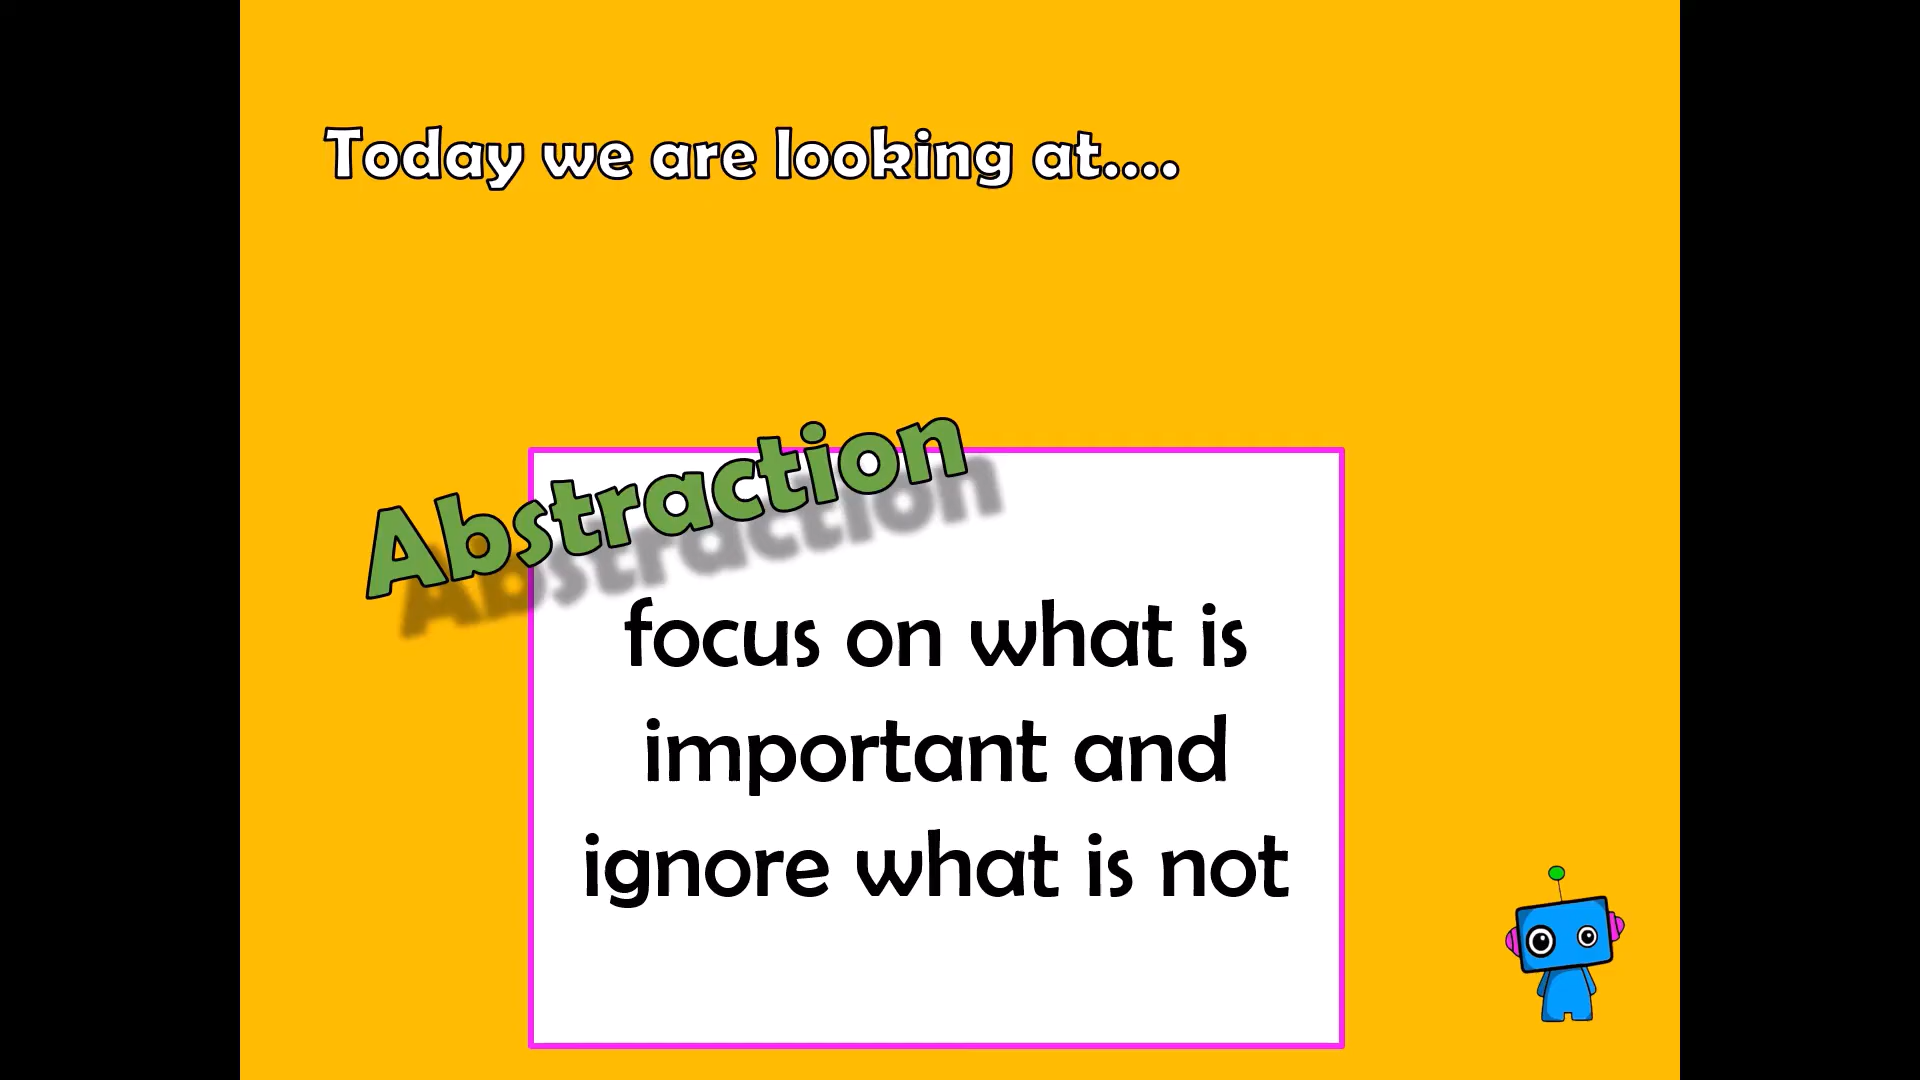 Today we are looking at....
Abstraction
focus on what is
important and
ignore what is not